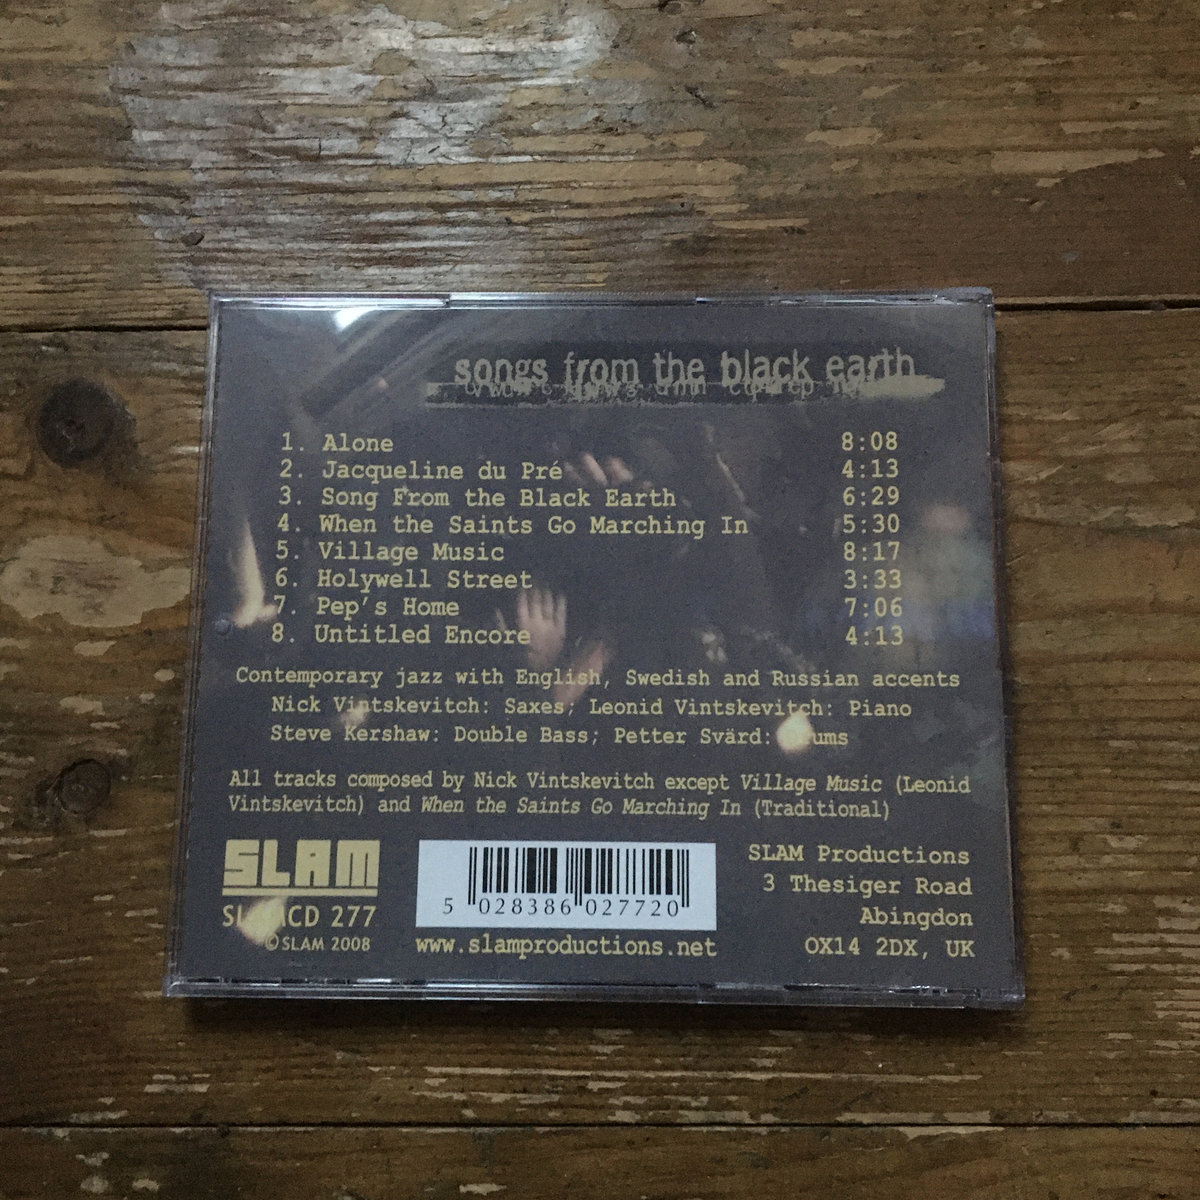 songs from the black earth
1. Alone 8:08
2. Jacqueline du Pré 4:13
3. Song From the Black Earth 6:29
4. When the Saints Go Marching In 5:30
5. Village Music 8:17
6. Holywell Street 3:33
7. Pep's Home 7:06
8. Untitled Encore 4:13
Contemporary jazz with English, Swedish and Russian accents
Nick Vintskevitch: Saxes; Leonid Vintskevitch: Piano
Steve Kershaw: Double Bass; Petter Svärd:
All tracks composed by Nick Vintskevitch except Village Music (Leonid
Vintskevitch) and When the Saints Go Marching In (Traditional)
SLAM
277
©SLAM 2008
5 028386 027720
www.slamproductions.net
SLAM Productions
3 Thesiger Road
Abingdon
OX14 2DX, UK